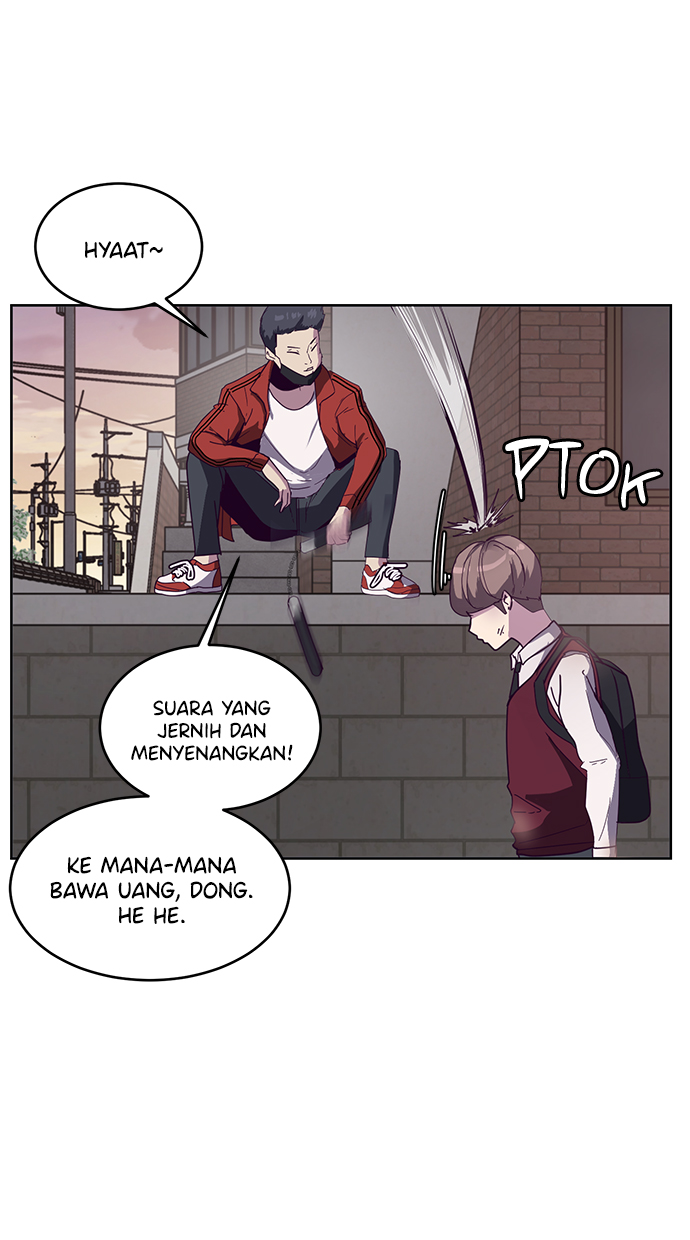 HYAAT~
PTOK
SUARA YANG
JERNIH DAN
MENYENANGKAN!
KE MANA-MANA
BAWA UANG, DONG.
HE HE.